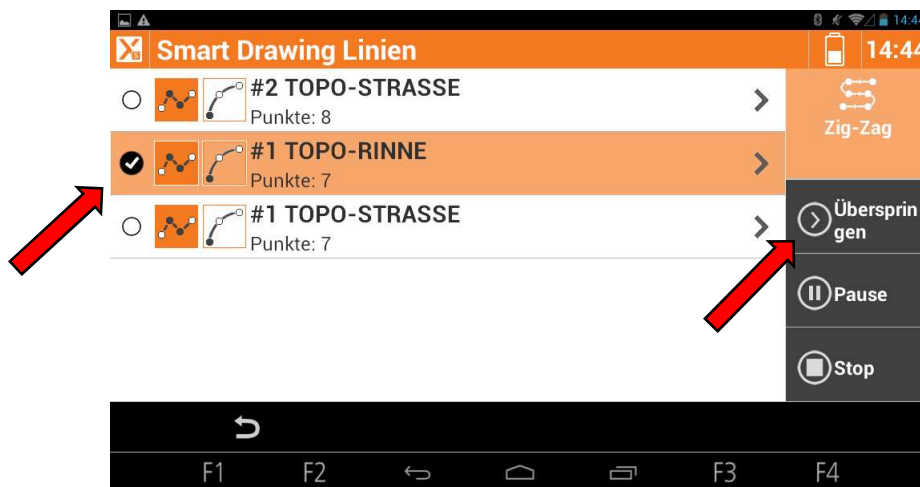 14:44
Smart Drawing Linien
14:44
#2 TOPO-STRASSE
Punkte: 8
#1 TOPO-RINNE
Punkte: 7
#1 TOPO-STRASSE
Punkte: 7
Zig-Zag
Übersprin
gen
Pause
Stop
F1 F2 F3 F4